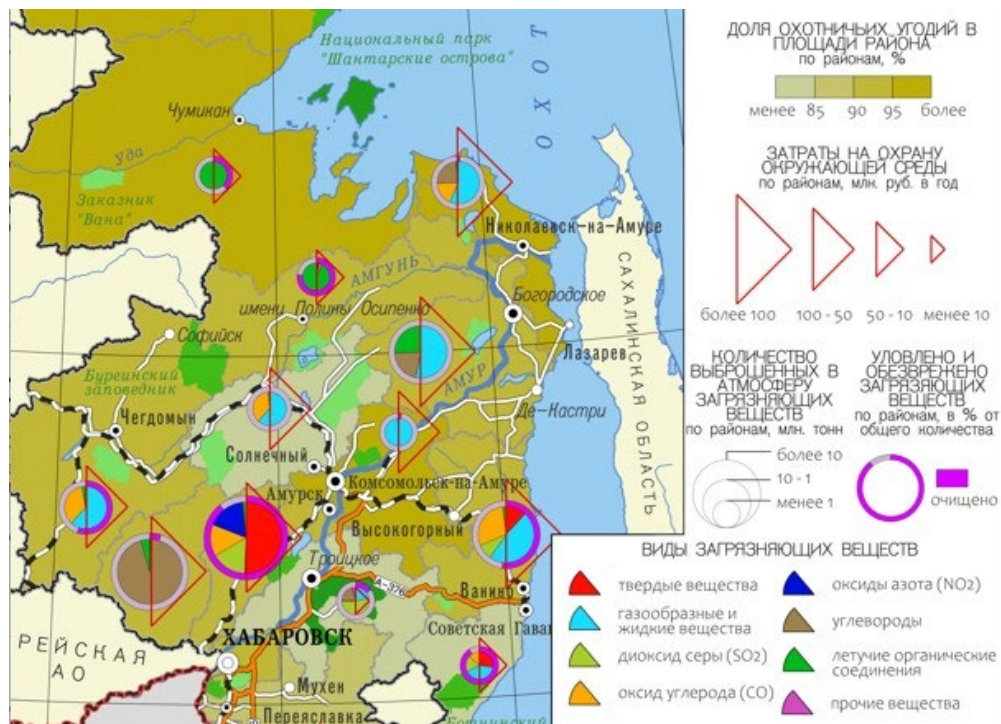 Национальный парк
"Шантарские острова"
ОХОТ
Чумикан
Уда
Заказник
"Вана"
Николаевск-на-Амуре
АМГУНЬ
имени Полины Осипенко
Богородское
САХАЛИНСКАЯ ОБЛАСТЬ
Софийск
Лазарев
Буреинский
заповедник
АМУР
Де-Кастри
Чегдомын
Солнечный
Комсомольск-на-Амуре
Амурск
Высокогорный
Троицкое
А-376
Ванино
Советская Гаван
ХАБАРОВСК
РЕЙСКАЯ
АО
Мухен
Переяславка
ДОЛЯ ОХОТНИЧЬИХ УГОДИЙ В
ПЛОЩАДИ РАЙОНА
по районам, %
менее 85 90 95 более
ЗАТРАТЫ НА ОХРАНУ
ОКРУЖАЮЩЕЙ СРЕДЫ
по районам, млн. руб. в год
более 100 100 - 50 50 - 10 менее 10
КОЛИЧЕСТВО
ВЫБРОШЕННЫХ В
АТМОСФЕРУ
ЗАГРЯЗНЯЮЩИХ
ВЕЩЕСТВ
по районам, млн. тонн
более 10
10 - 1
менее 1
УЛОВЛЕНО И
ОБЕЗВРЕЖЕНО
ЗАГРЯЗЯЮЩИХ
ВЕЩЕСТВ
по районам, в % от
общего количества
очищено
ВИДЫ ЗАГРЯЗНЯЮЩИХ ВЕЩЕСТВ
твердые вещества
газообразные и
жидкие вещества
диоксид серы (SO2)
оксид углерода (CO)
оксиды азота (NO2)
углевороды
летучие органические
соединения
прочие вещества